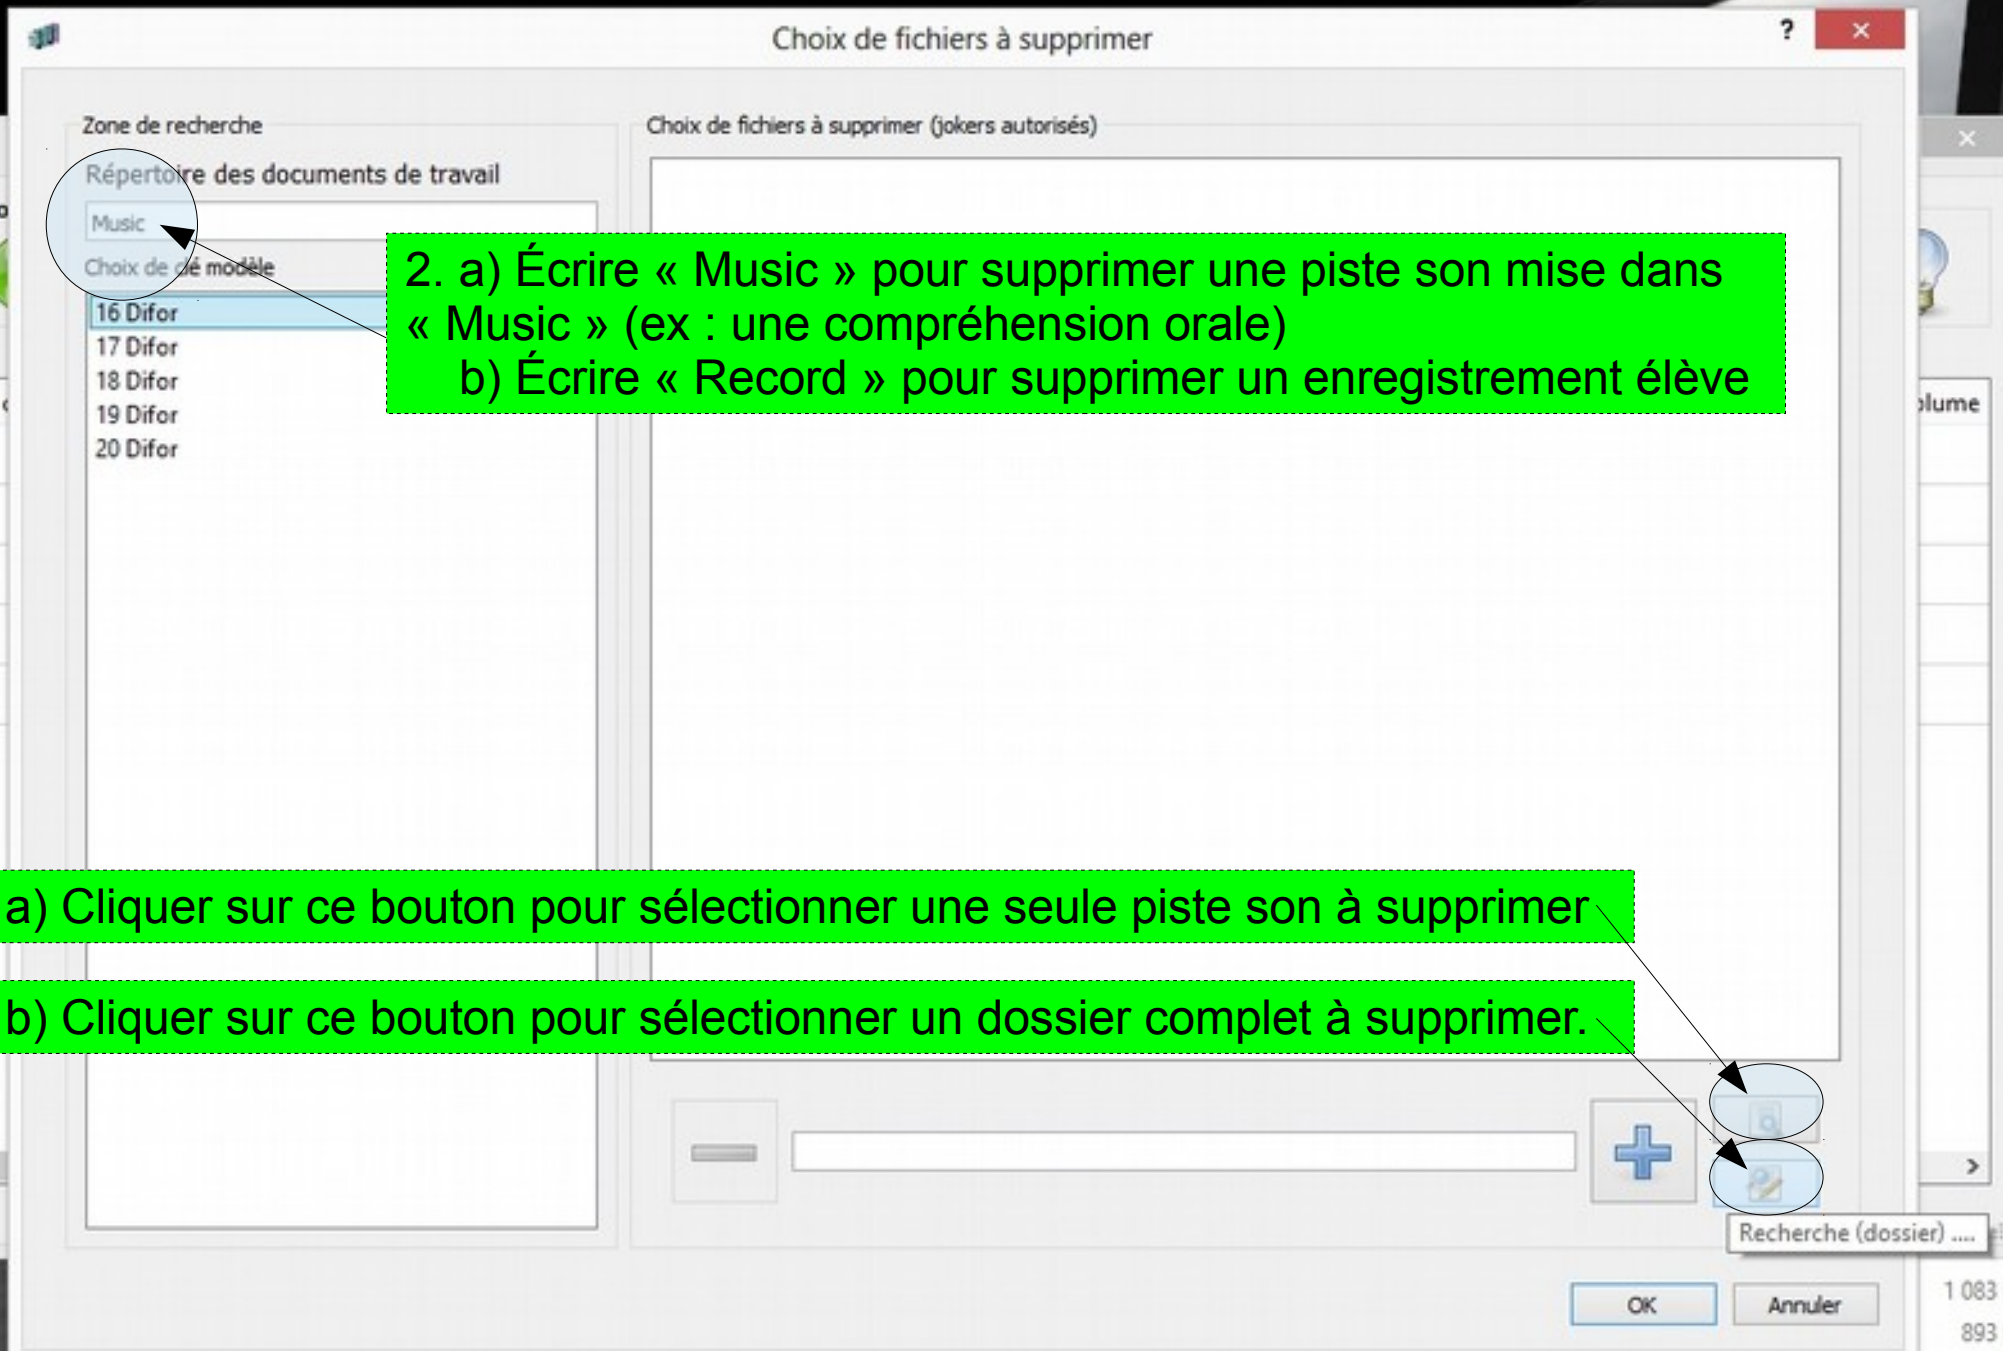 Choix de fichiers à supprimer
?
Zone de recherche
Choix de fichiers à supprimer (jokers autorisés)
Répertoire des documents de travail
Music
Choix de clé modèle
16 Difor
17 Difor
18 Difor
19 Difor
20 Difor
2. a) Écrire « Music » pour supprimer une piste son mise dans
« Music » (ex : une compréhension orale)
b) Écrire « Record » pour supprimer un enregistrement élève
a) Cliquer sur ce bouton pour sélectionner une seule piste son à supprimer
b) Cliquer sur ce bouton pour sélectionner un dossier complet à supprimer.
Recherche (dossier) ....
OK
Annuler
olume
1 083
893